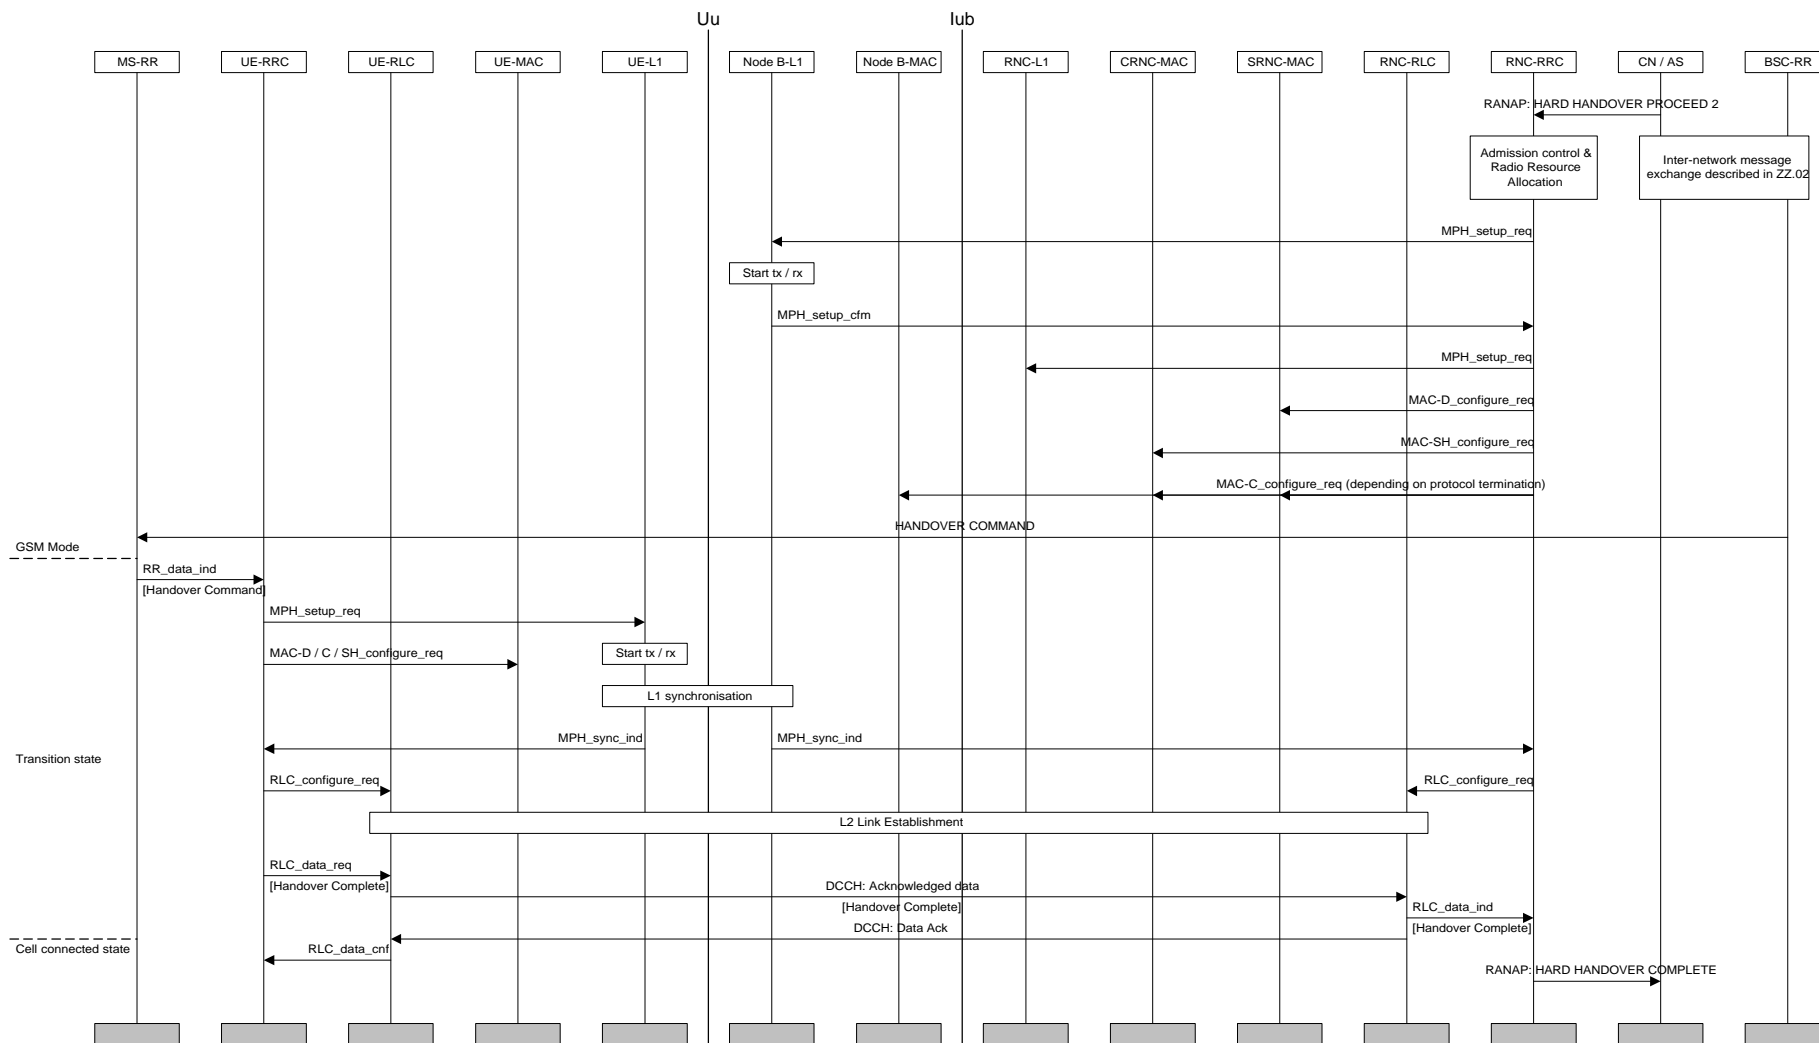 Uu
Iub
MS-RR
UE-RRC
UE-RLC
UE-MAC
UE-L1
Node B-L1
Node B-MAC
RNC-L1
CRNC-MAC
SRNC-MAC
RNC-RLC
RNC-RRC
CN / AS
BSC-RR
RANAP: HARD HANDOVER PROCEED 2
Admission control &
Radio Resource
Allocation
Inter-network message
exchange described in ZZ.02
MPH_setup_req
Start tx / rx
MPH_setup_cfm
MPH_setup_req
MAC-D_configure_req
MAC-SH_configure_req
MAC-C_configure_req (depending on protocol termination)
HANDOVER COMMAND
GSM Mode
RR_data_ind
[Handover Command]
MPH_setup_req
MAC-D / C / SH_configure_req
Start tx / rx
L1 synchronisation
MPH_sync_ind
MPH_sync_ind
Transition state
RLC_configure_req
RLC_configure_req
L2 Link Establishment
RLC_data_req
[Handover Complete]
DCCH: Acknowledged data
[Handover Complete]
RLC_data_ind
[Handover Complete]
DCCH: Data Ack
Cell connected state
RLC_data_cnf
RANAP: HARD HANDOVER COMPLETE